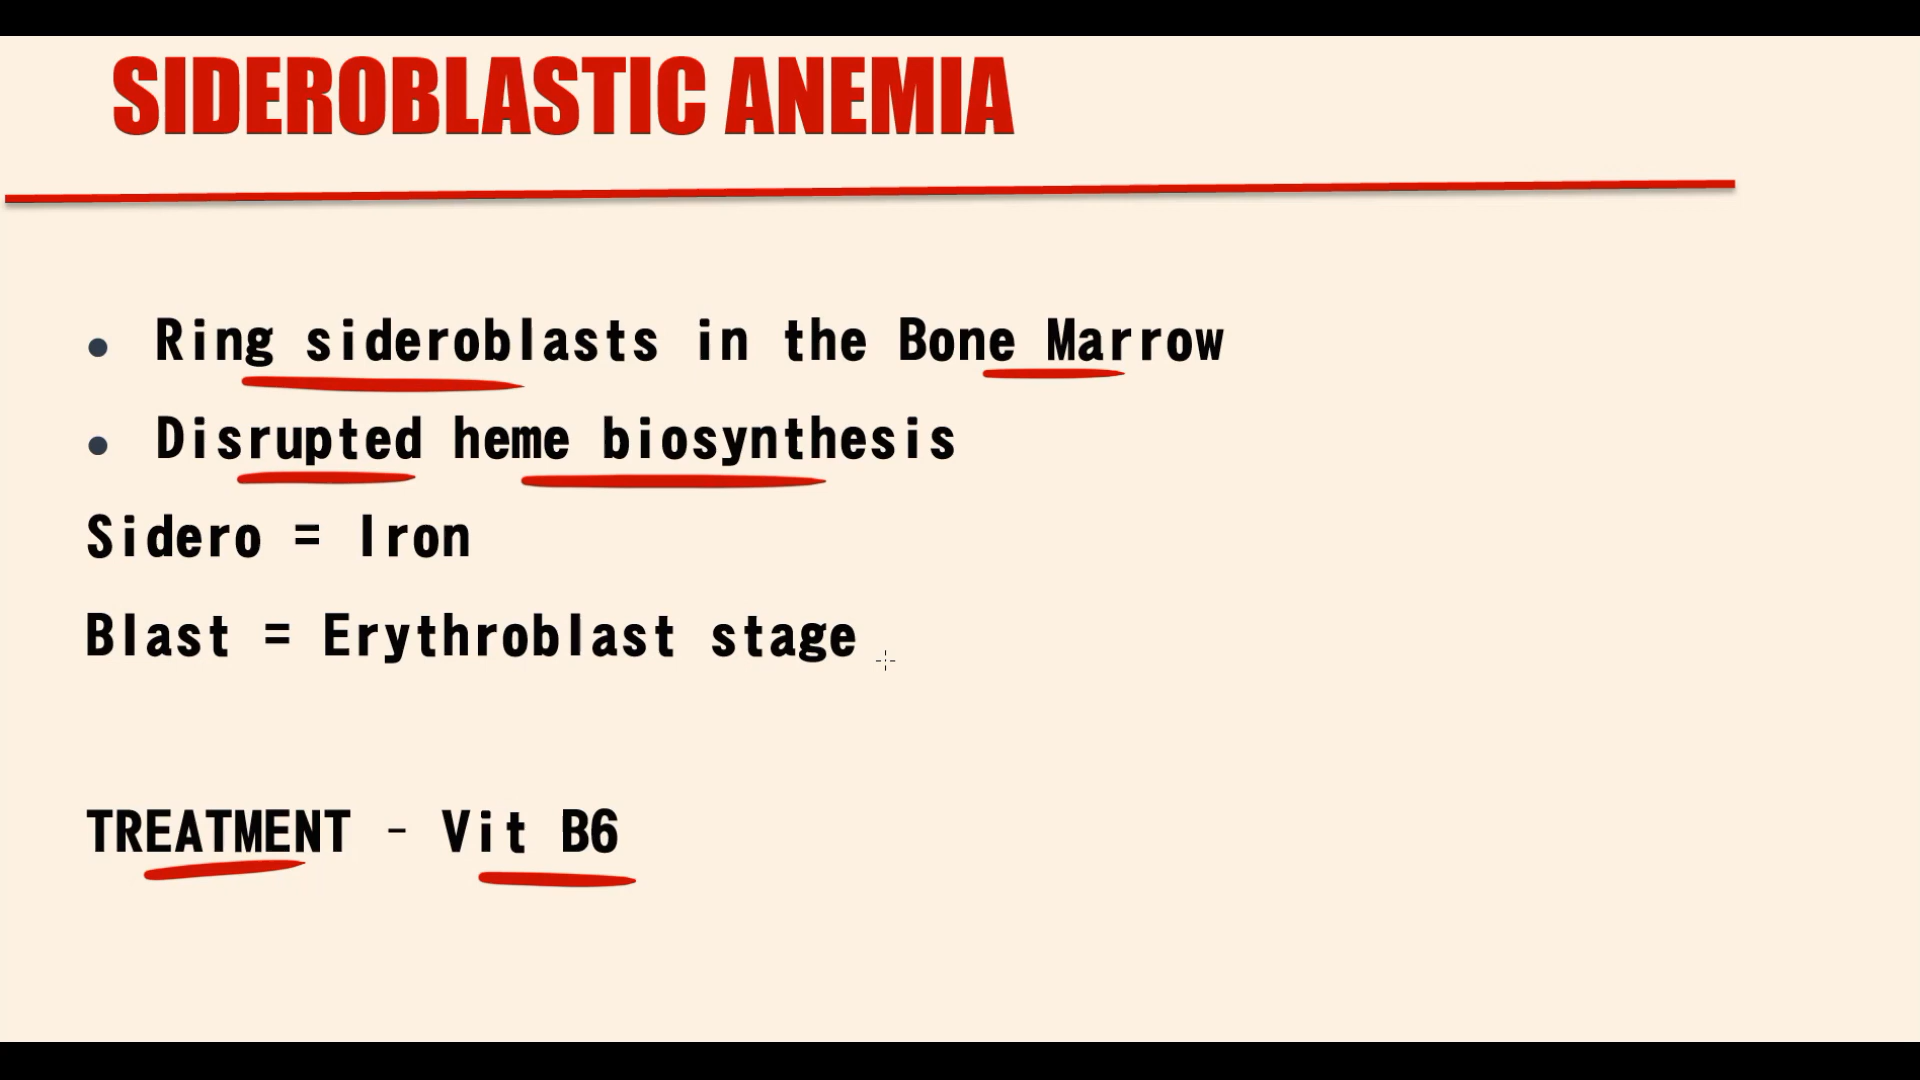 SIDEROBLASTIC ANEMIA
• Ring sideroblasts in the Bone Marrow
• Disrupted heme biosynthesis
Sidero = Iron
Blast = Erythroblast stage
TREATMENT - Vit B6